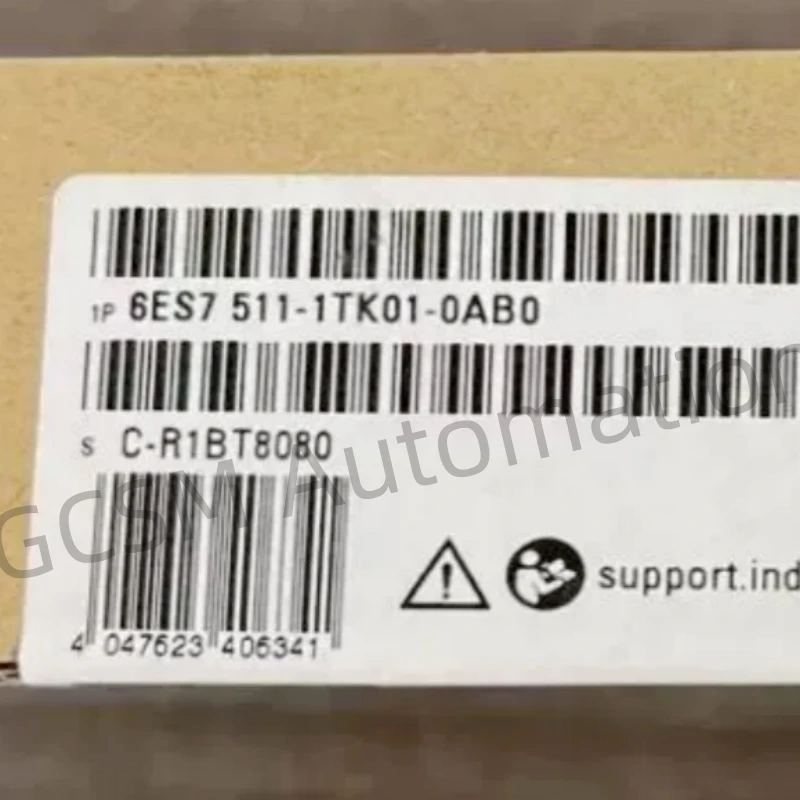 1P 6ES7 511-1TK01-0AB0
S C-R1BT8080
GCSM Automation
4 047623 406341
support.ind